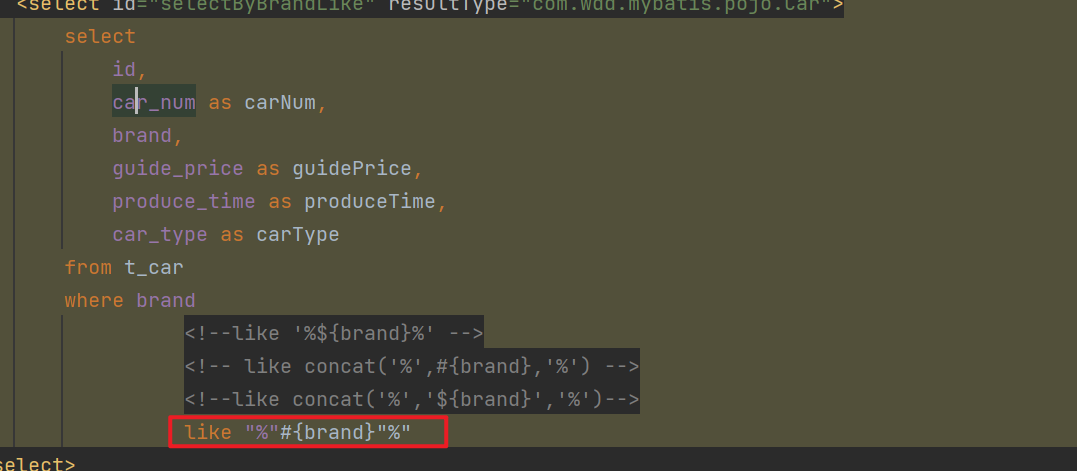 <select id="selectByBrandLike" resultType="com.wdd.mybatis.pojo.Car">
select
id,
car_num as carNum,
brand,
guide_price as guidePrice,
produce_time as produceTime,
car_type as carType
from t_car
where brand
<!--like '%${brand}%' -->
<!-- like concat('%',#{brand},'%') -->
<!--like concat('%','${brand}','%')-->
like "%"#{brand}"%"
select>